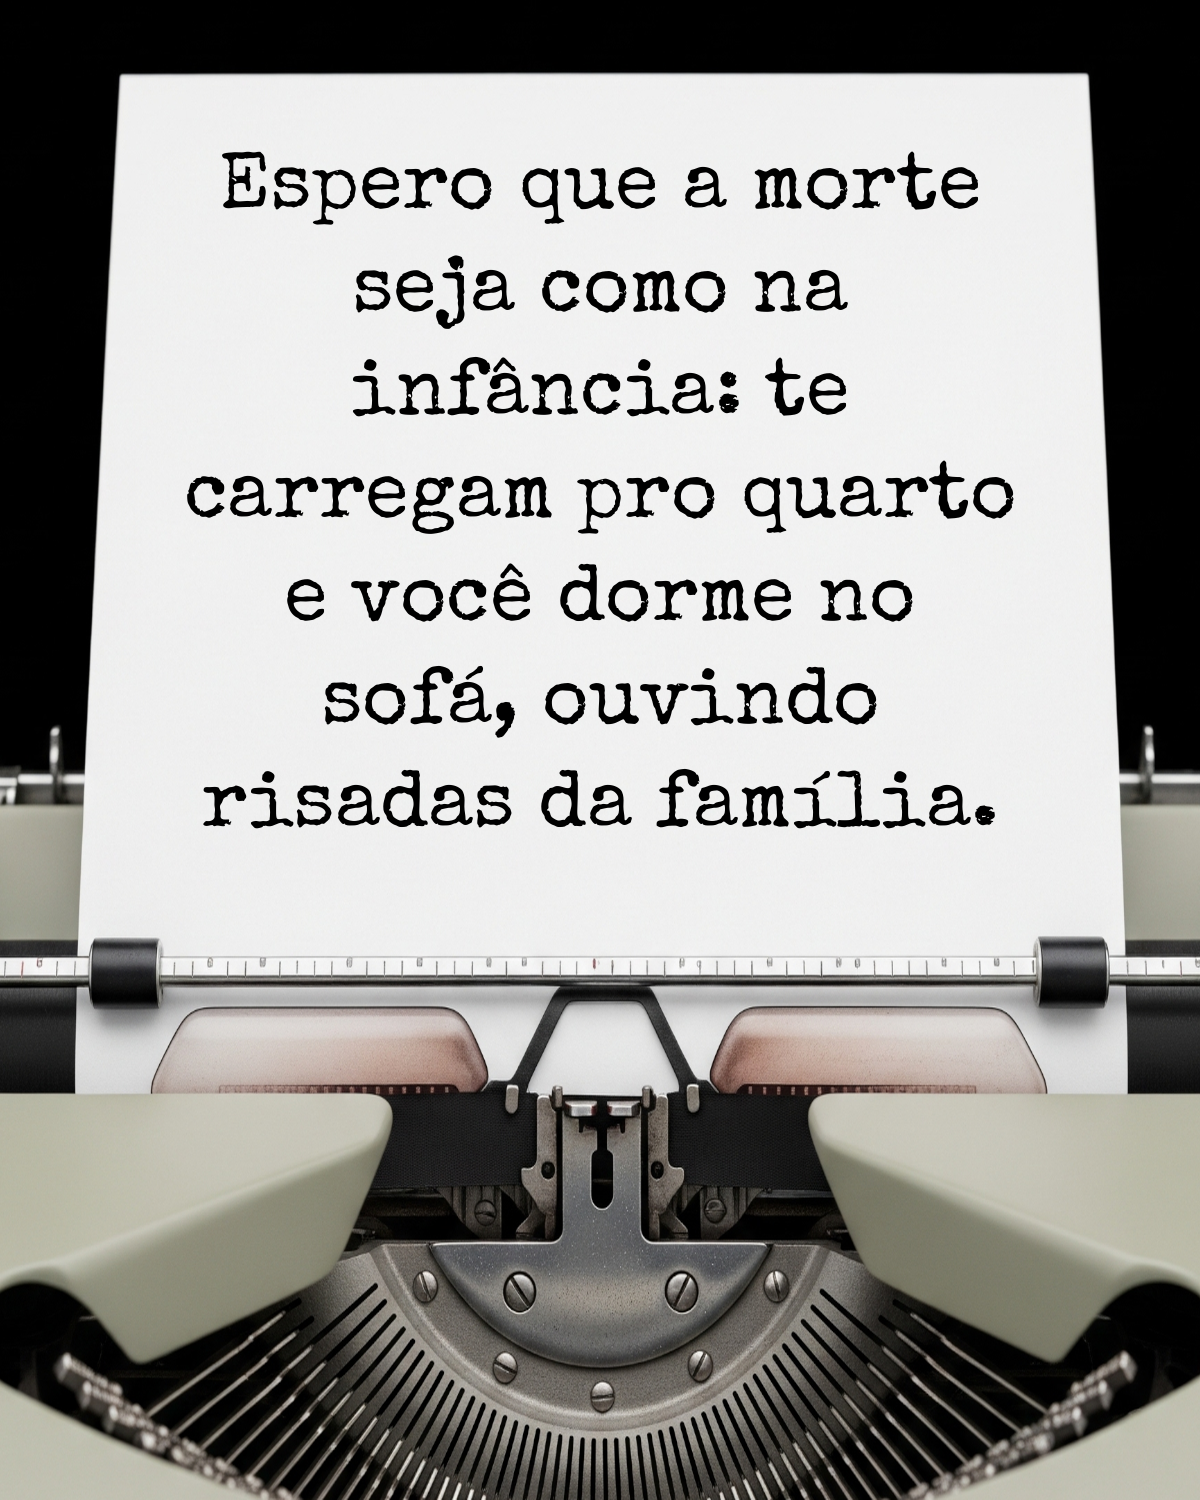 Espero que a morte
seja como na
infância: te
carregam pro quarto
e você dorme no
sofá, ouvindo
risadas da família.